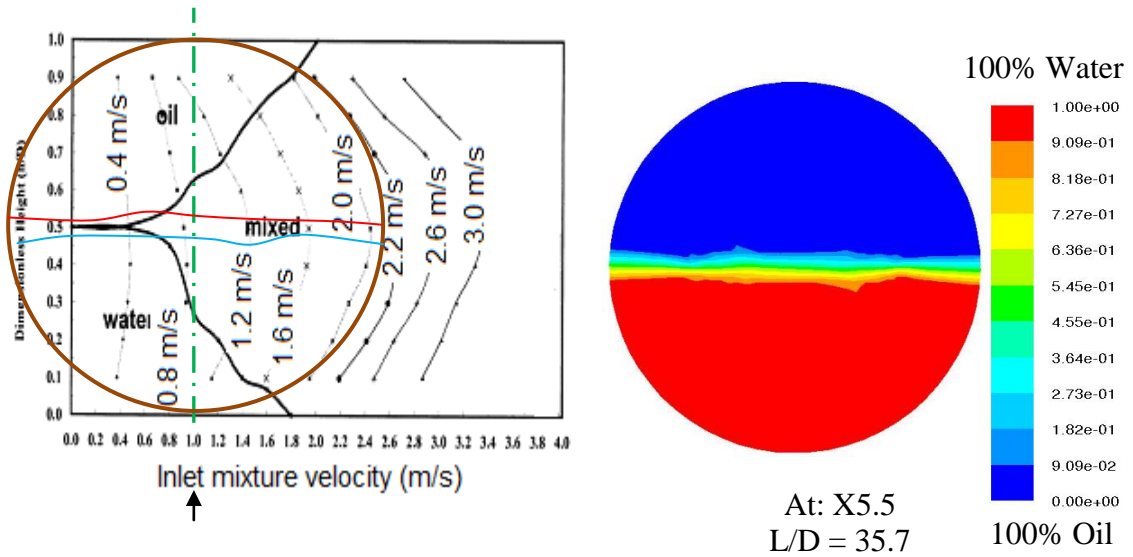 1.0
0.9
0.8
0.7
0.6
0.5
0.4
0.3
0.2
0.1
0.0
oil
mixed
water
0.4 m/s
0.8 m/s
1.2 m/s
1.6 m/s
2.0 m/s
2.2 m/s
2.6 m/s
3.0 m/s
0.0 0.2 0.4 0.6 0.8 1.0 1.2 1.4 1.6 1.8 2.0 2.2 2.4 2.6 2.8 3.0 3.2 3.4 3.6 3.8 4.0
Inlet mixture velocity (m/s)
100% Water
1.00e+00
9.09e-01
8.18e-01
7.27e-01
6.36e-01
5.45e-01
4.55e-01
3.64e-01
2.73e-01
1.82e-01
9.09e-02
0.00e+00
100% Oil
At: X5.5
L/D = 35.7